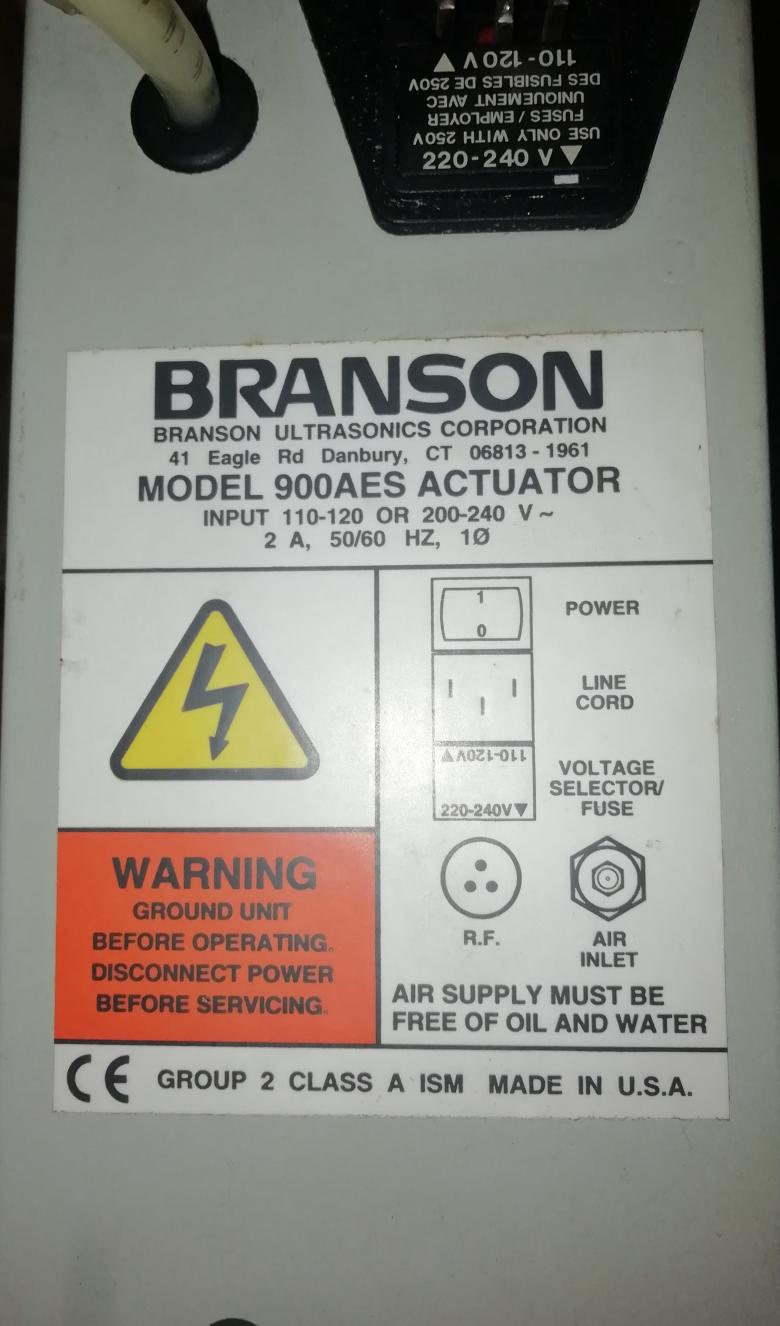 110-120 V
DES FUSIBLES DE 250V
UNIQUEMENT AVEC
FUSES / EMPLOYER
USE ONLY WITH 250V
220-240 V
BRANSON
BRANSON ULTRASONICS CORPORATION
41 Eagle Rd Danbury, CT 06813-1961
MODEL 900AES ACTUATOR
INPUT 110-120 OR 200-240 V~
2 A, 50/60 HZ, 1Ø
1
0
POWER
LINE
CORD
110-120V
220-240V
VOLTAGE
SELECTOR/
FUSE
R.F.
AIR
INLET
WARNING
GROUND UNIT
BEFORE OPERATING.
DISCONNECT POWER
BEFORE SERVICING.
AIR SUPPLY MUST BE
FREE OF OIL AND WATER
CE GROUP 2 CLASS A ISM MADE IN U.S.A.